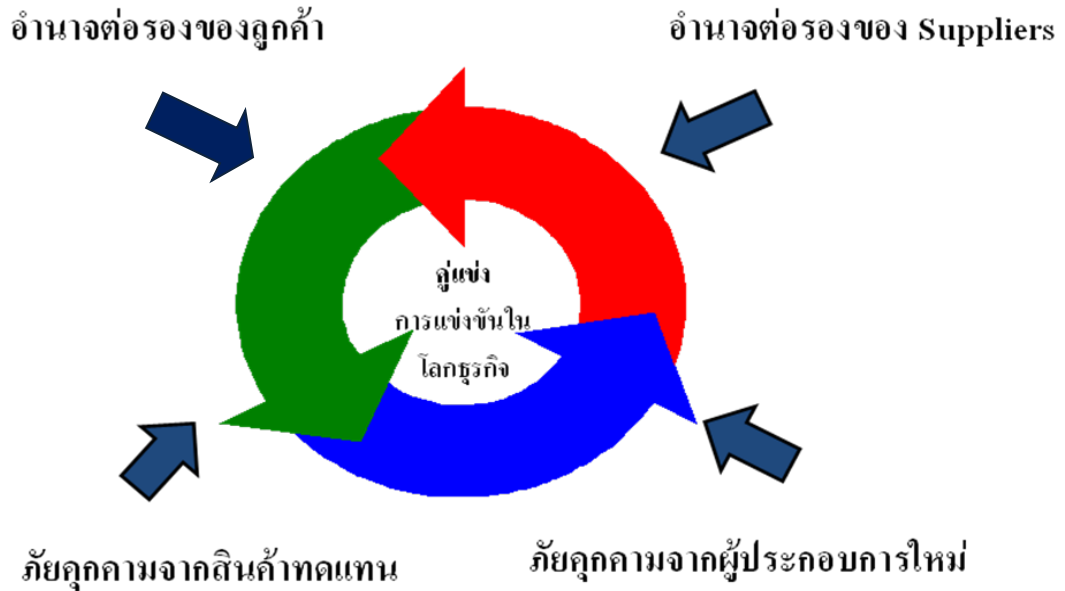 อำนาจต่อรองของลูกค้า
อำนาจต่อรองของ Suppliers
คู่แข่ง
การแข่งขันใน
โลกธุรกิจ
ภัยคุกคามจากสินค้าทดแทน
ภัยคุกคามจากผู้ประกอบการใหม่